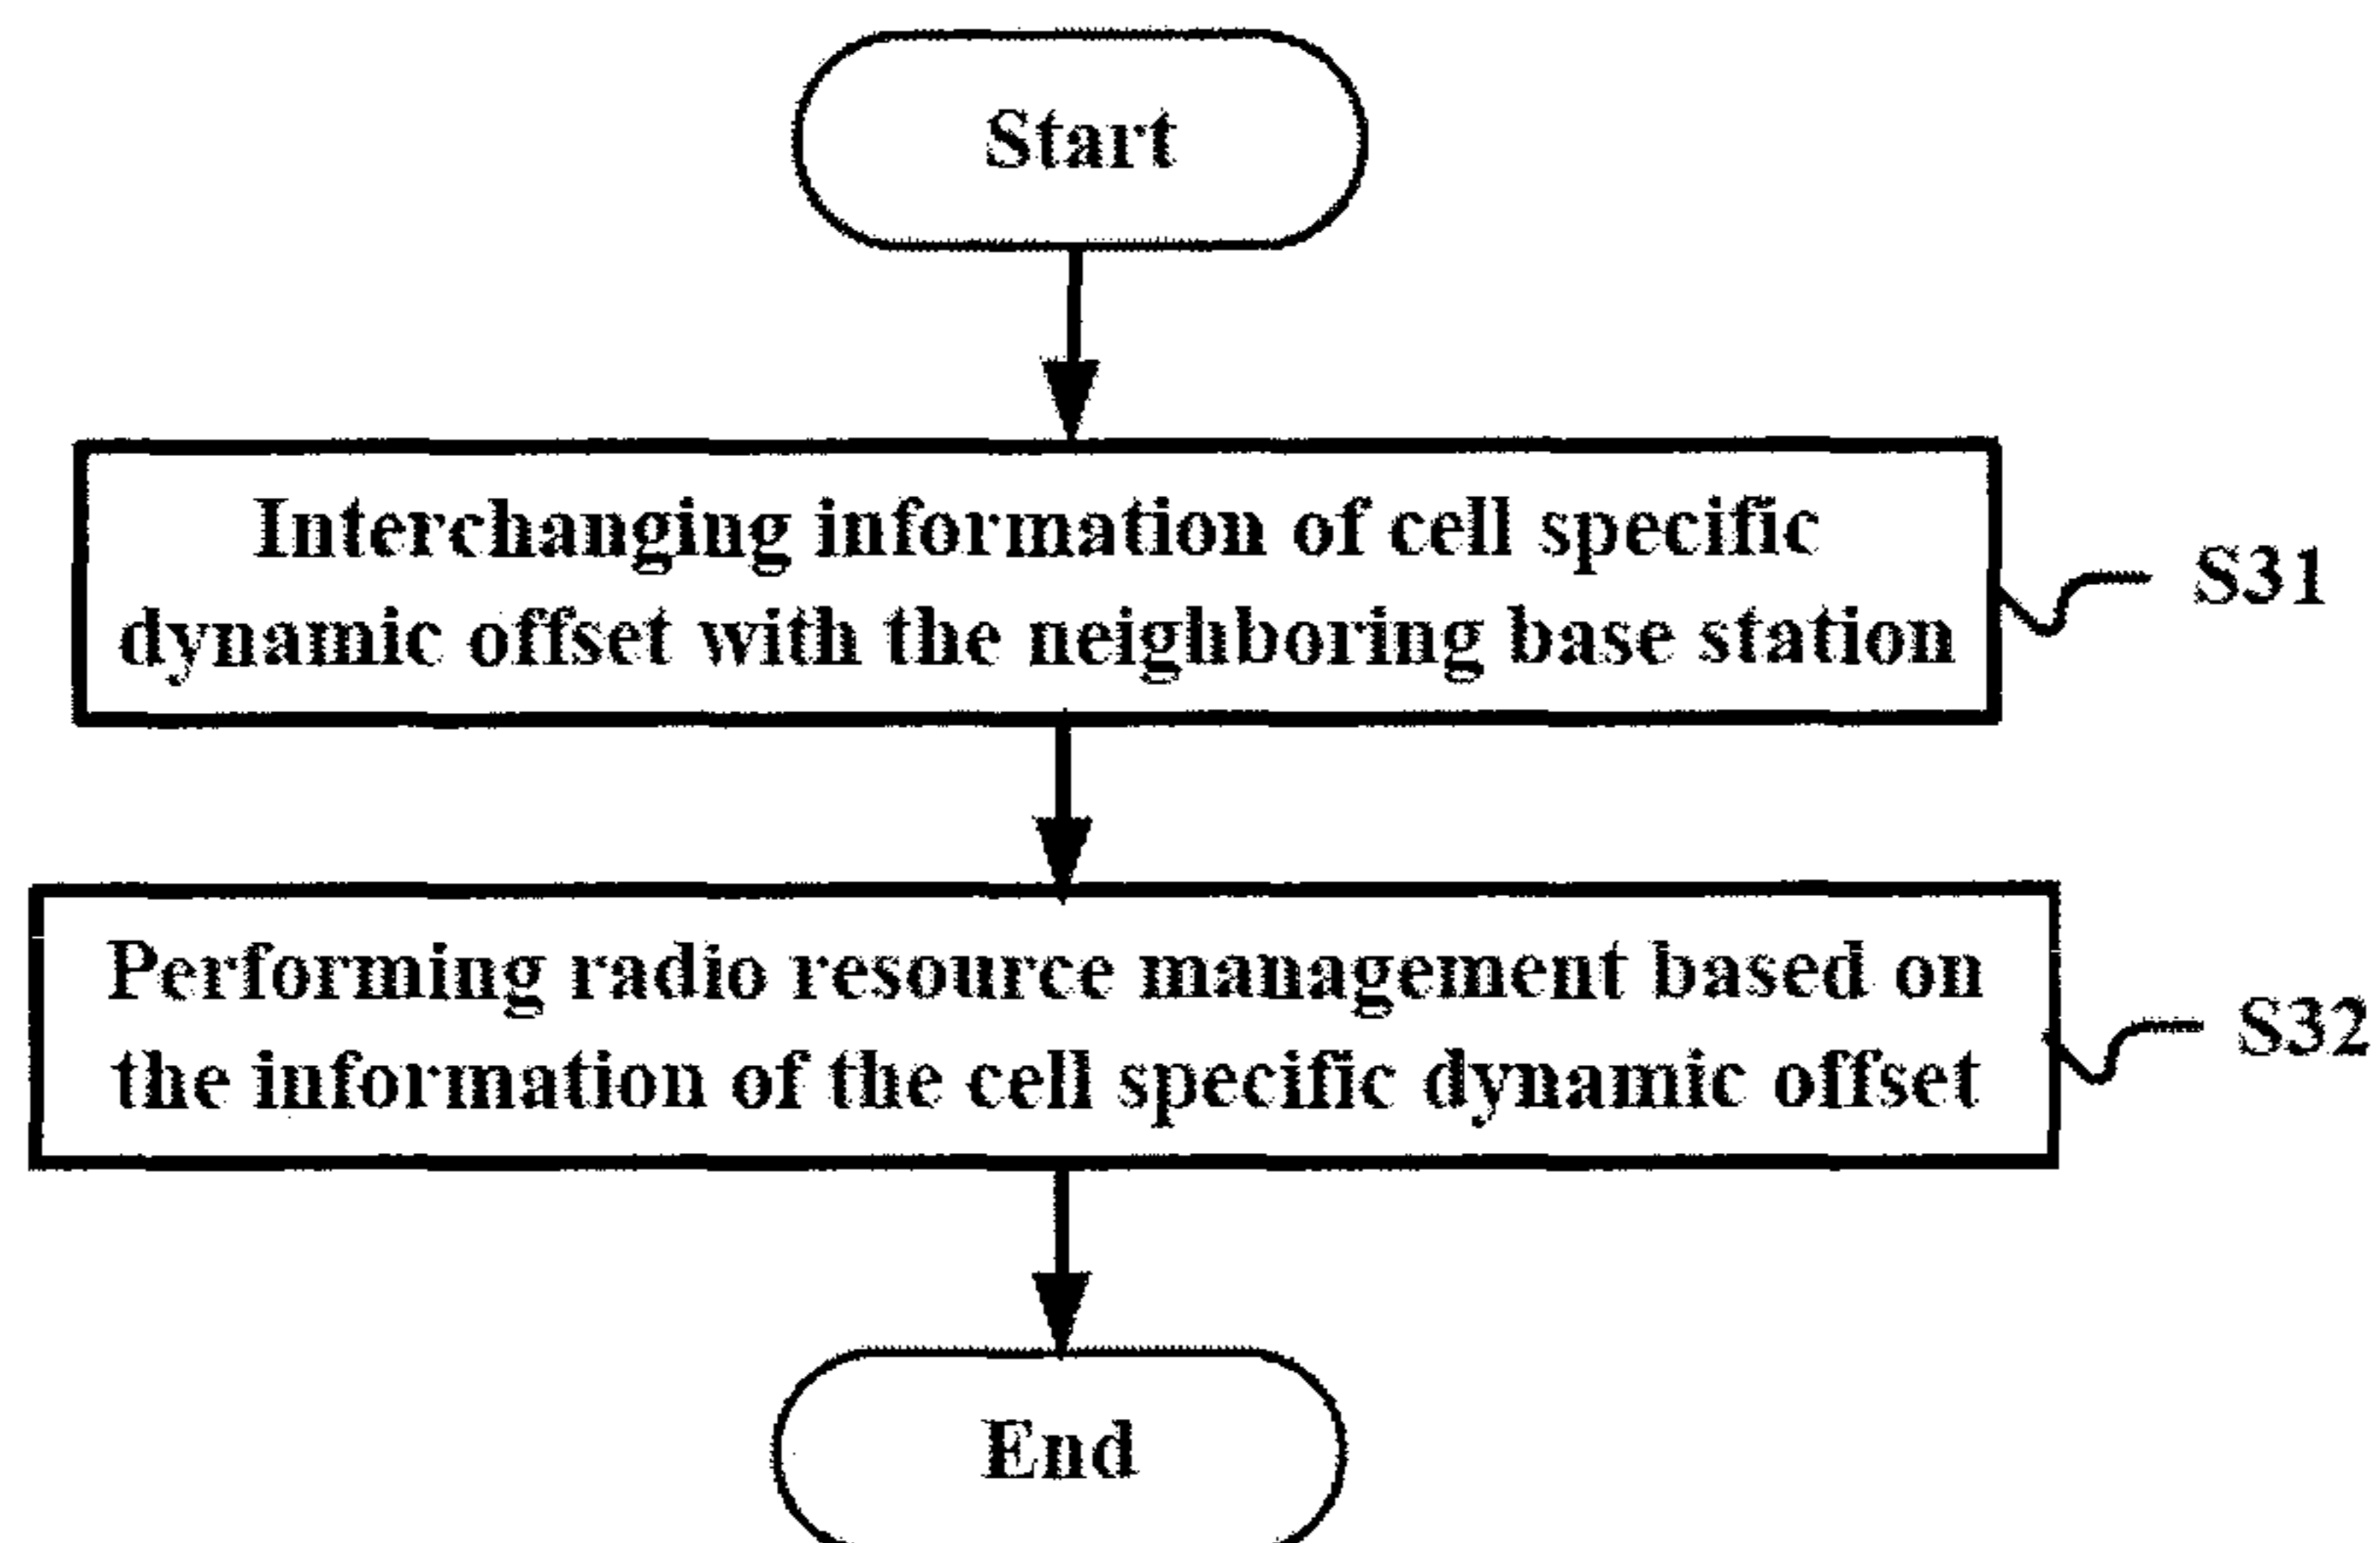 Start
Interchanging information of cell specific
dynamic offset with the neighboring base station
S31
Performing radio resource management based on
the information of the cell specific dynamic offset
S32
End